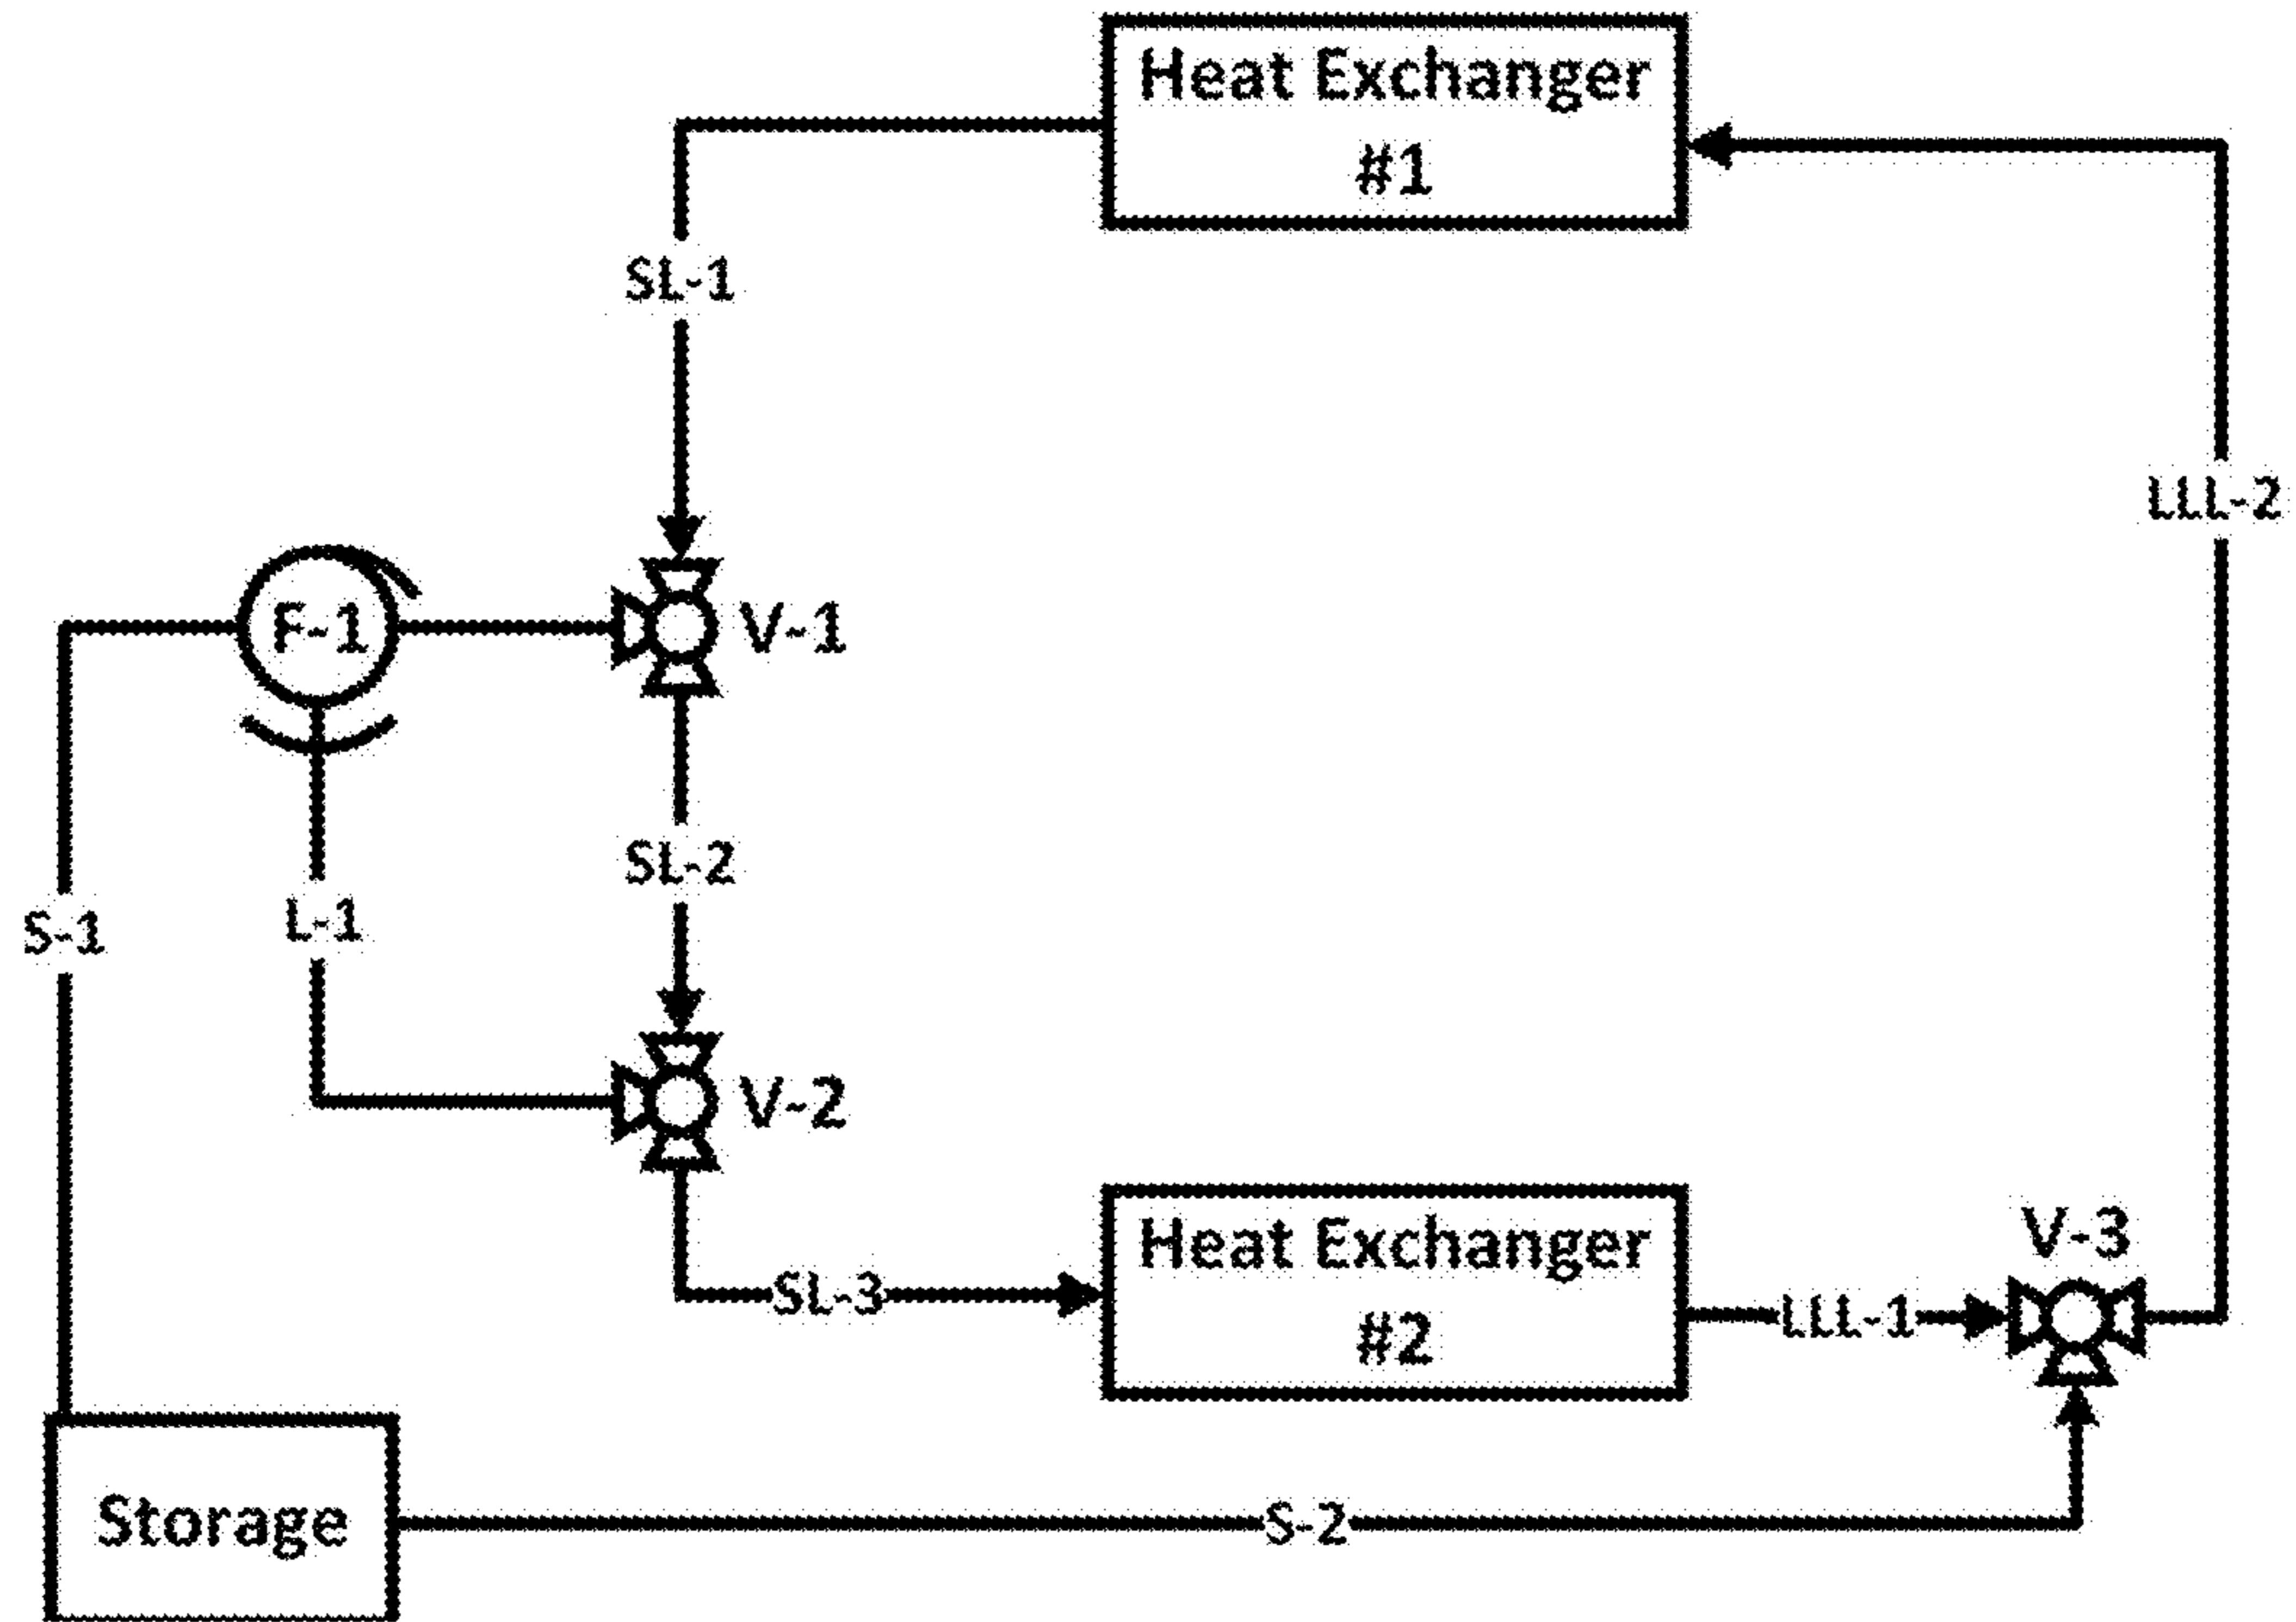 Heat Exchanger
#1
SL-1
LLL-2
F-1
V-1
SL-2
S-1
L-1
V-2
Heat Exchanger
#2
V-3
SL-3
LLL-1
Storage
S-2